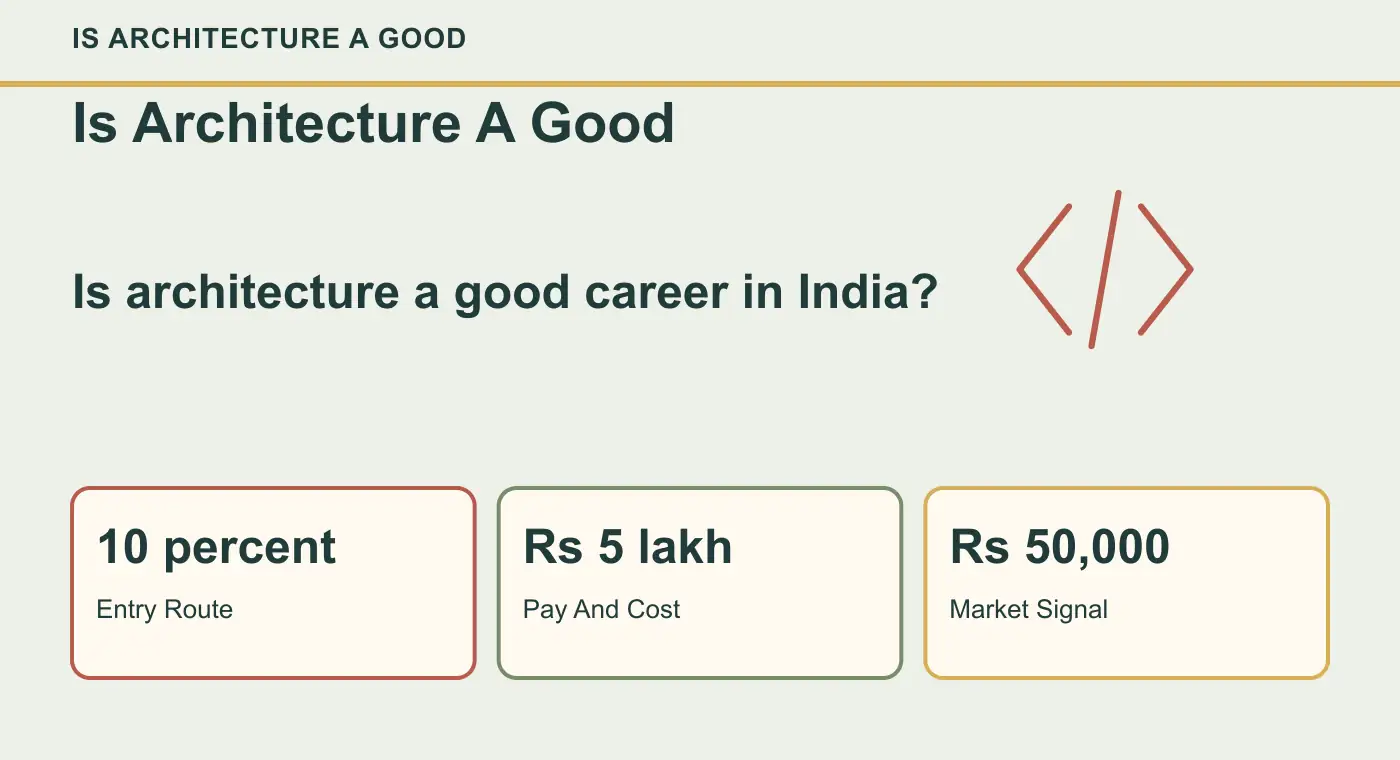 IS ARCHITECTURE A GOOD
Is Architecture A Good
Is architecture a good career in India?
10 percent
Entry Route
Rs 5 lakh
Pay And Cost
Rs 50,000
Market Signal